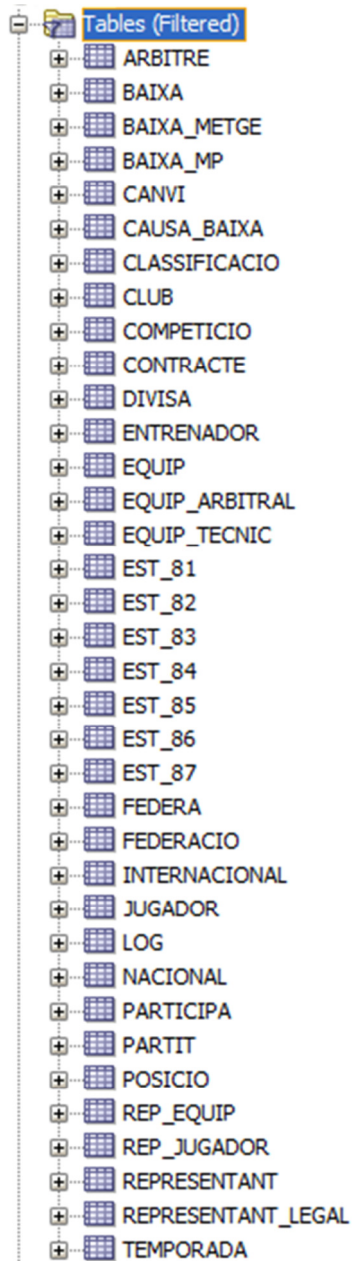 Tables (Filtered)
ARBITRE
BAIXA
BAIXA_METGE
BAIXA_MP
CANVI
CAUSA_BAIXA
CLASSIFICACIO
CLUB
COMPETICIO
CONTRACTE
DIVISA
ENTRENADOR
EQUIP
EQUIP_ARBITRAL
EQUIP_TECNIC
EST_81
EST_82
EST_83
EST_84
EST_85
EST_86
EST_87
FEDERA
FEDERACIO
INTERNACIONAL
JUGADOR
LOG
NACIONAL
PARTICIPA
PARTIT
POSICIO
REP_EQUIP
REP_JUGADOR
REPRESENTANT
REPRESENTANT_LEGAL
TEMPORADA